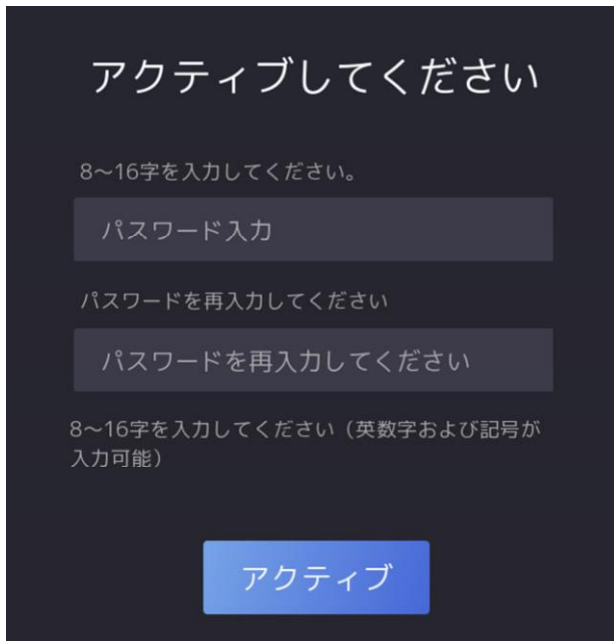 アクティブしてください
8～16字を入力してください。
パスワード入力
パスワードを再入力してください
パスワードを再入力してください
8～16字を入力してください（英数字および記号が
入力可能）
アクティブ